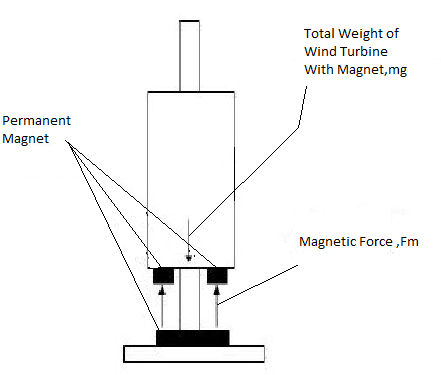 Total Weight of
Wind Turbine
With Magnet,mg
Permanent
Magnet
Magnetic Force ,Fm